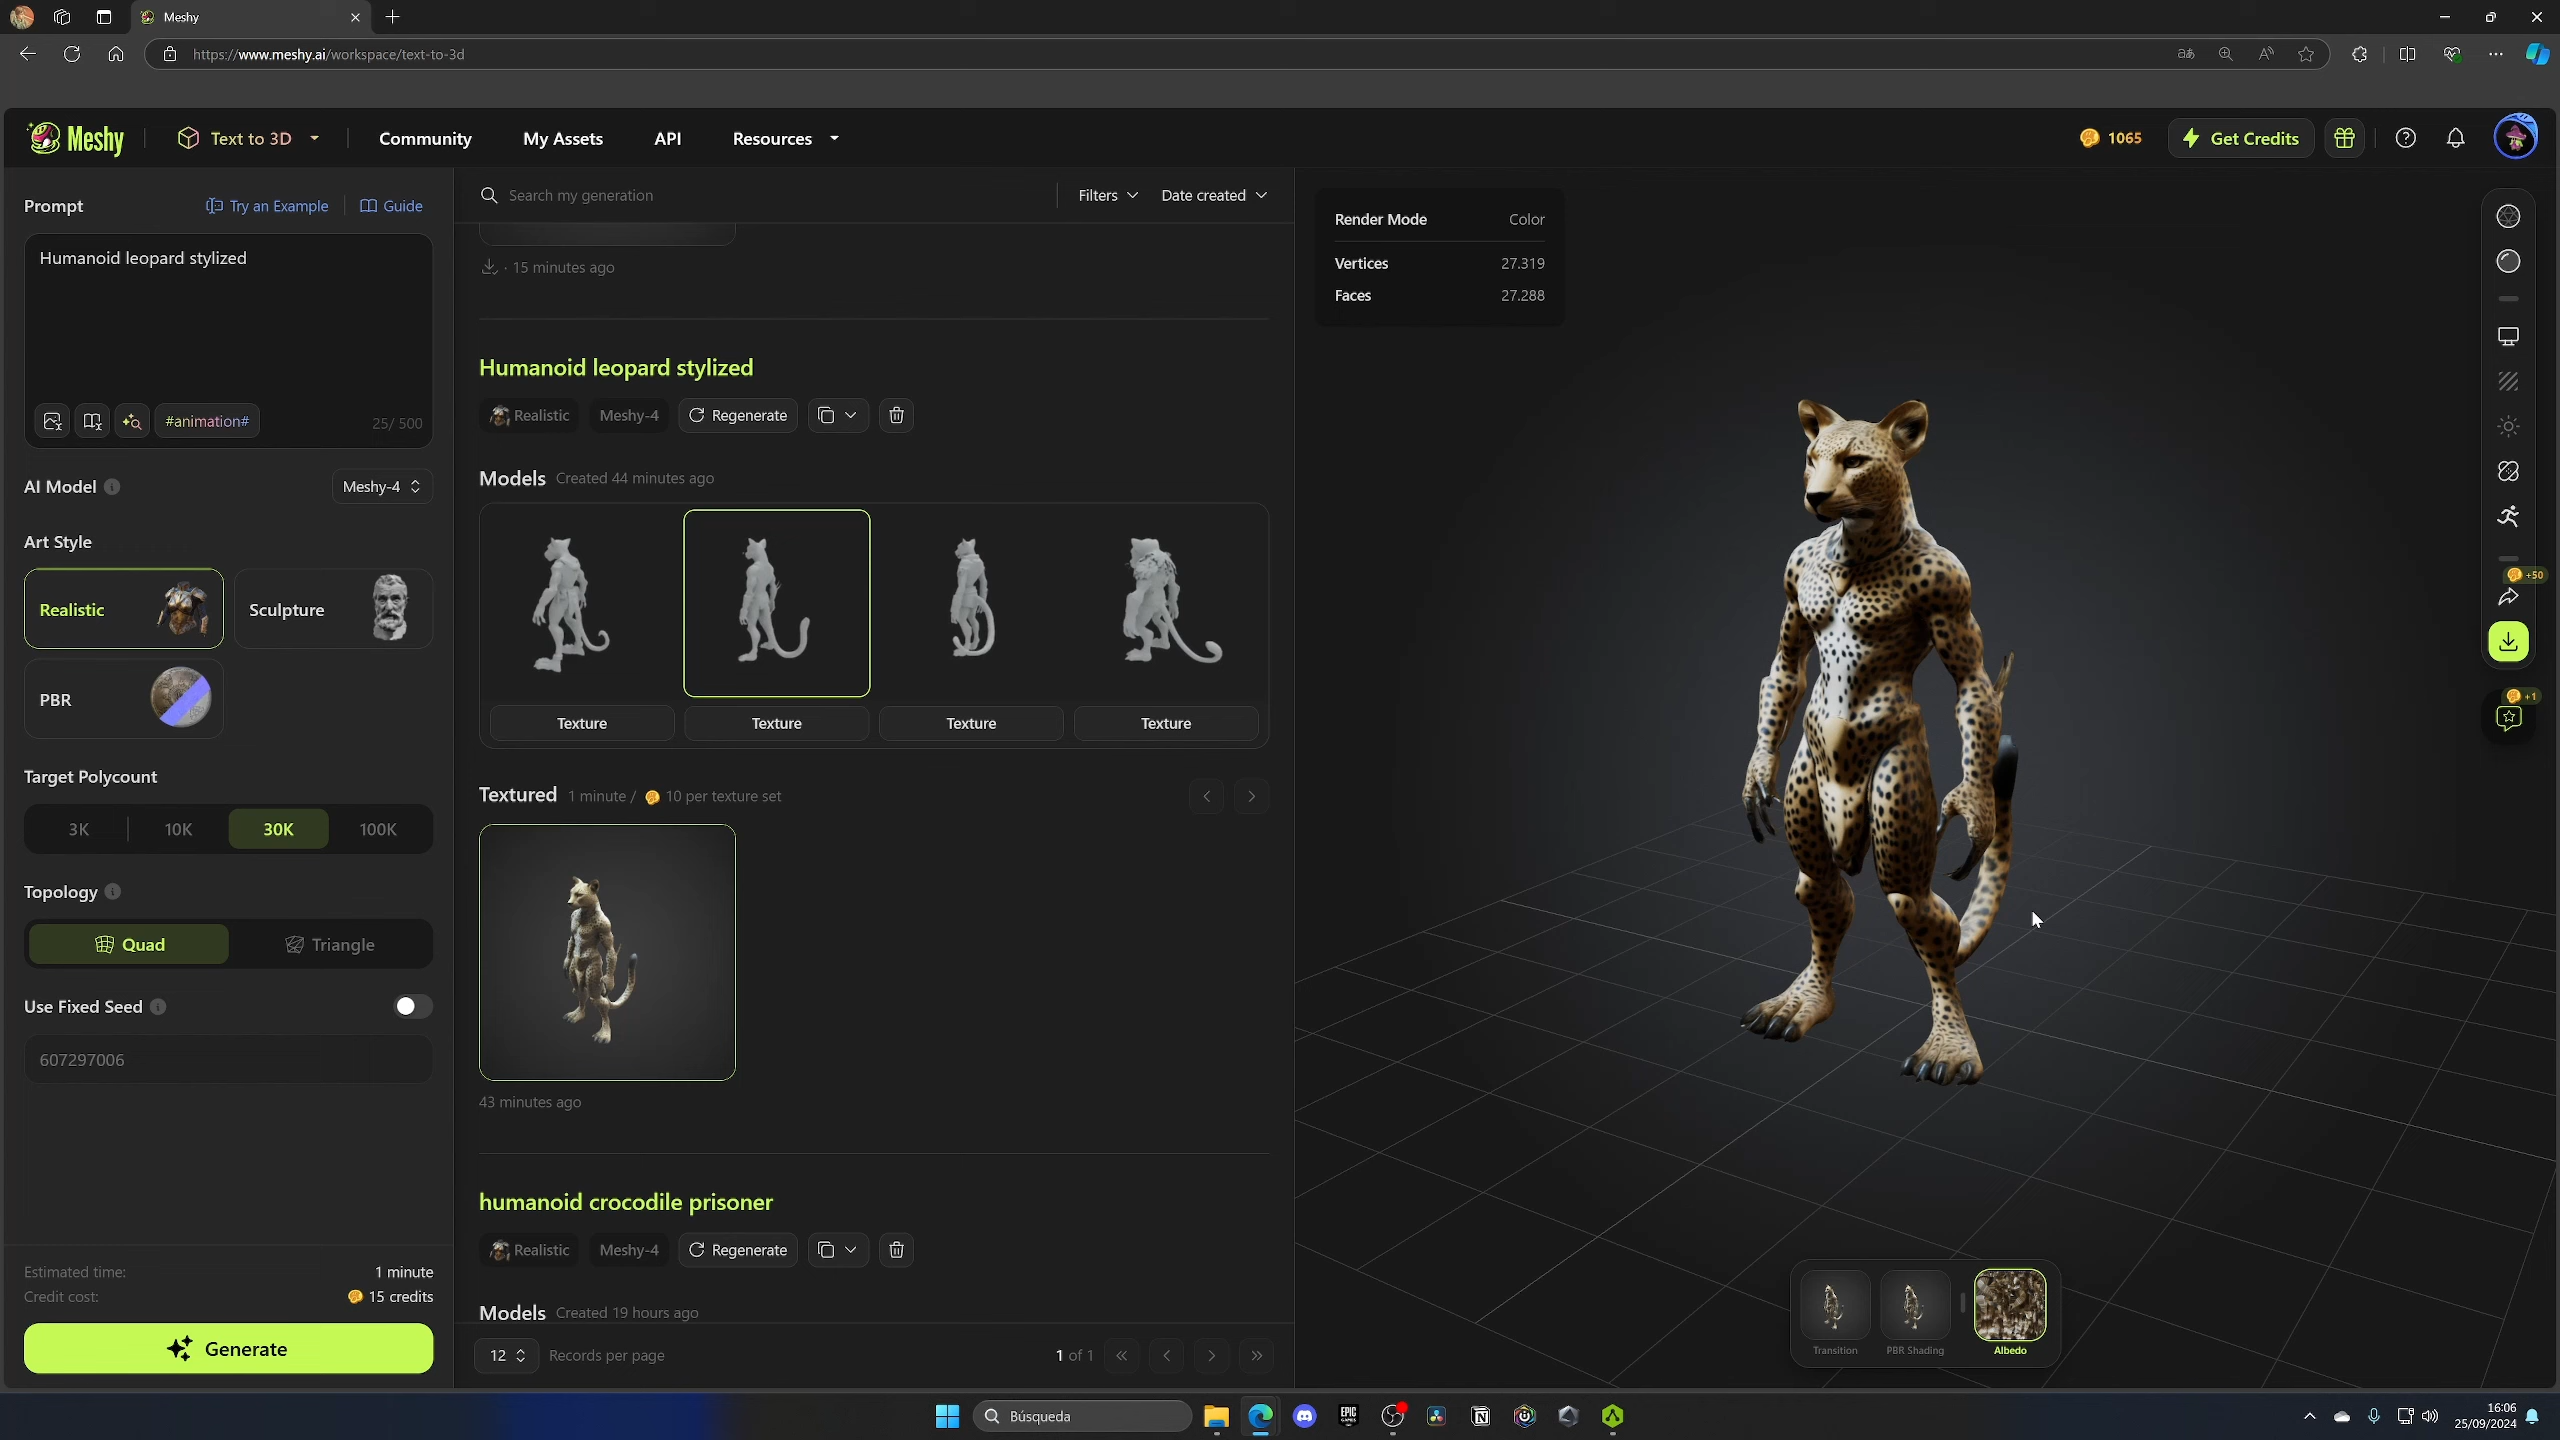 Meshy
https://www.meshy.ai/workspace/text-to-3d
Meshy
Text to 3D
Community
My Assets
API
Resources
1065
Get Credits
Prompt
Try an Example
Guide
Humanoid leopard stylized
#animation#
25/ 500
AI Model
Meshy-4
Art Style
Realistic
Sculpture
PBR
Target Polycount
3K
10K
30K
100K
Topology
Quad
Triangle
Use Fixed Seed
607297006
Estimated time:
1 minute
Credit cost:
15 credits
Generate
Search my generation
Filters
Date created
· 15 minutes ago
Humanoid leopard stylized
Realistic
Meshy-4
Regenerate
Models Created 44 minutes ago
Texture
Texture
Texture
Texture
Textured 1 minute / 10 per texture set
43 minutes ago
humanoid crocodile prisoner
Realistic
Meshy-4
Regenerate
Models Created 19 hours ago
12
Records per page
1 of 1
Render Mode
Color
Vertices
27.319
Faces
27.288
+50
+1
Transition
PBR Shading
Albedo
Búsqueda
EPIC GAMES
16:06
25/09/2024